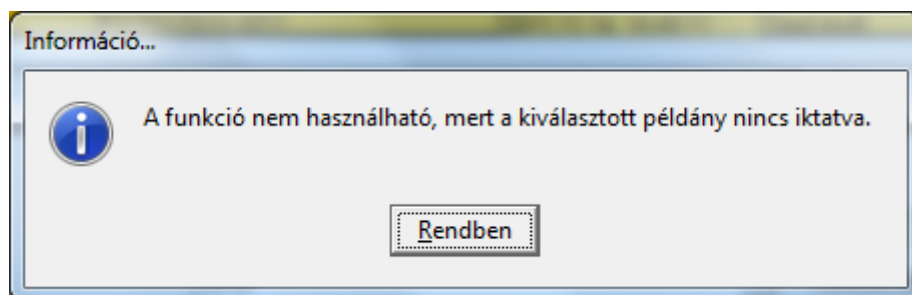 Információ...
A funkció nem használható, mert a kiválasztott példány nincs iktatva.
Rendben